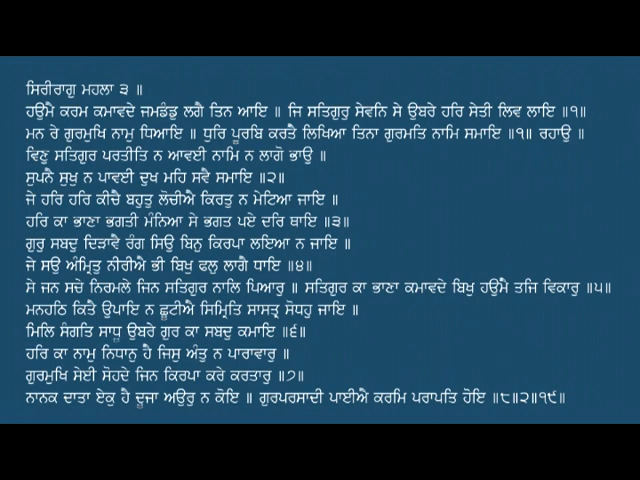 ਸਿਰੀਰਾਗੁ ਮਹਲਾ ੩ ॥
ਹਉਮੈ ਕਰਮ ਕਮਾਵਦੇ ਜਮਡੰਡੁ ਲਗੈ ਤਿਨ ਆਇ ॥ ਜਿ ਸਤਿਗੁਰੁ ਸੇਵਨਿ ਸੇ ਉਬਰੇ ਹਰਿ ਸੇਤੀ ਲਿਵ ਲਾਇ ॥੧॥
ਮਨ ਰੇ ਗੁਰਮੁਖਿ ਨਾਮੁ ਧਿਆਇ ॥ ਧੁਰਿ ਪੂਰਬਿ ਕਰਤੈ ਲਿਖਿਆ ਤਿਨਾ ਗੁਰਮਤਿ ਨਾਮਿ ਸਮਾਇ ॥੧॥ ਰਹਾਉ ॥
ਵਿਣੁ ਸਤਿਗੁਰ ਪਰਤੀਤਿ ਨ ਆਵਈ ਨਾਮਿ ਨ ਲਾਗੋ ਭਾਉ ॥
ਸੁਪਨੈ ਸੁਖੁ ਨ ਪਾਵਈ ਦੁਖ ਮਹਿ ਸਵੈ ਸਮਾਇ ॥੨॥
ਜੇ ਹਰਿ ਹਰਿ ਕੀਚੈ ਬਹੁਤੁ ਲੋਚੀਐ ਕਿਰਤੁ ਨ ਮੇਟਿਆ ਜਾਇ ॥
ਹਰਿ ਕਾ ਭਾਣਾ ਭਗਤੀ ਮੰਨਿਆ ਸੇ ਭਗਤ ਪਏ ਦਰਿ ਥਾਇ ॥੩॥
ਗੁਰੁ ਸਬਦੁ ਦਿੜਾਵੈ ਰੰਗ ਸਿਉ ਬਿਨੁ ਕਿਰਪਾ ਲਇਆ ਨ ਜਾਇ ॥
ਜੇ ਸਉ ਅੰਮ੍ਰਿਤੁ ਨੀਰੀਐ ਭੀ ਬਿਖੁ ਫਲੁ ਲਾਗੈ ਧਾਇ ॥੪॥
ਸੇ ਜਨ ਸਚੇ ਨਿਰਮਲੇ ਜਿਨ ਸਤਿਗੁਰ ਨਾਲਿ ਪਿਆਰੁ ॥ ਸਤਿਗੁਰ ਕਾ ਭਾਣਾ ਕਮਾਵਦੇ ਬਿਖੁ ਹਉਮੈ ਤਜਿ ਵਿਕਾਰੁ ॥੫॥
ਮਨਹਠਿ ਕਿਤੈ ਉਪਾਇ ਨ ਛੂਟੀਐ ਸਿਮ੍ਰਿਤਿ ਸਾਸਤ੍ਰ ਸੋਧਹੁ ਜਾਇ ॥
ਮਿਲਿ ਸੰਗਤਿ ਸਾਧੂ ਉਬਰੇ ਗੁਰ ਕਾ ਸਬਦੁ ਕਮਾਇ ॥੬॥
ਹਰਿ ਕਾ ਨਾਮੁ ਨਿਧਾਨੁ ਹੈ ਜਿਸੁ ਅੰਤੁ ਨ ਪਾਰਾਵਾਰੁ ॥
ਗੁਰਮੁਖਿ ਸੇਈ ਸੋਹਦੇ ਜਿਨ ਕਿਰਪਾ ਕਰੇ ਕਰਤਾਰੁ ॥੭॥
ਨਾਨਕ ਦਾਤਾ ਏਕੁ ਹੈ ਦੂਜਾ ਅਉਰੁ ਨ ਕੋਇ ॥ ਗੁਰਪਰਸਾਦੀ ਪਾਈਐ ਕਰਮਿ ਪਰਾਪਤਿ ਹੋਇ ॥੮॥੨॥੧੯॥